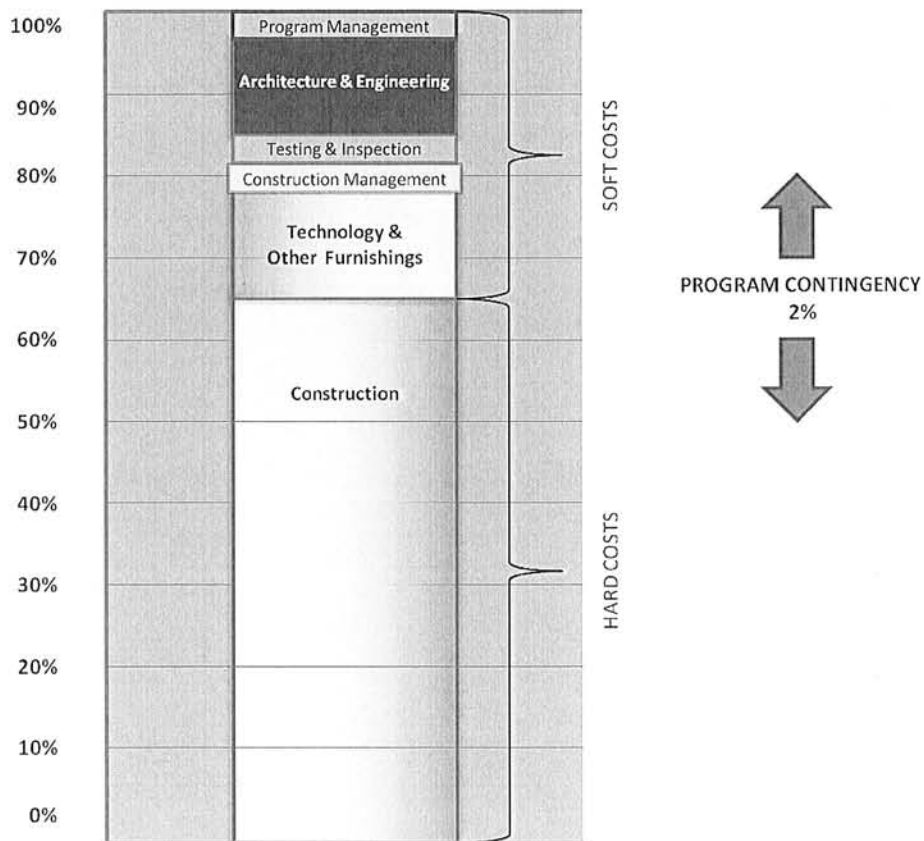 100%
90%
80%
70%
60%
50%
40%
30%
20%
10%
0%
Program Management
Architecture & Engineering
Testing & Inspection
Construction Management
Technology &
Other Furnishings
Construction
SOFT COSTS
HARD COSTS
PROGRAM CONTINGENCY
2%